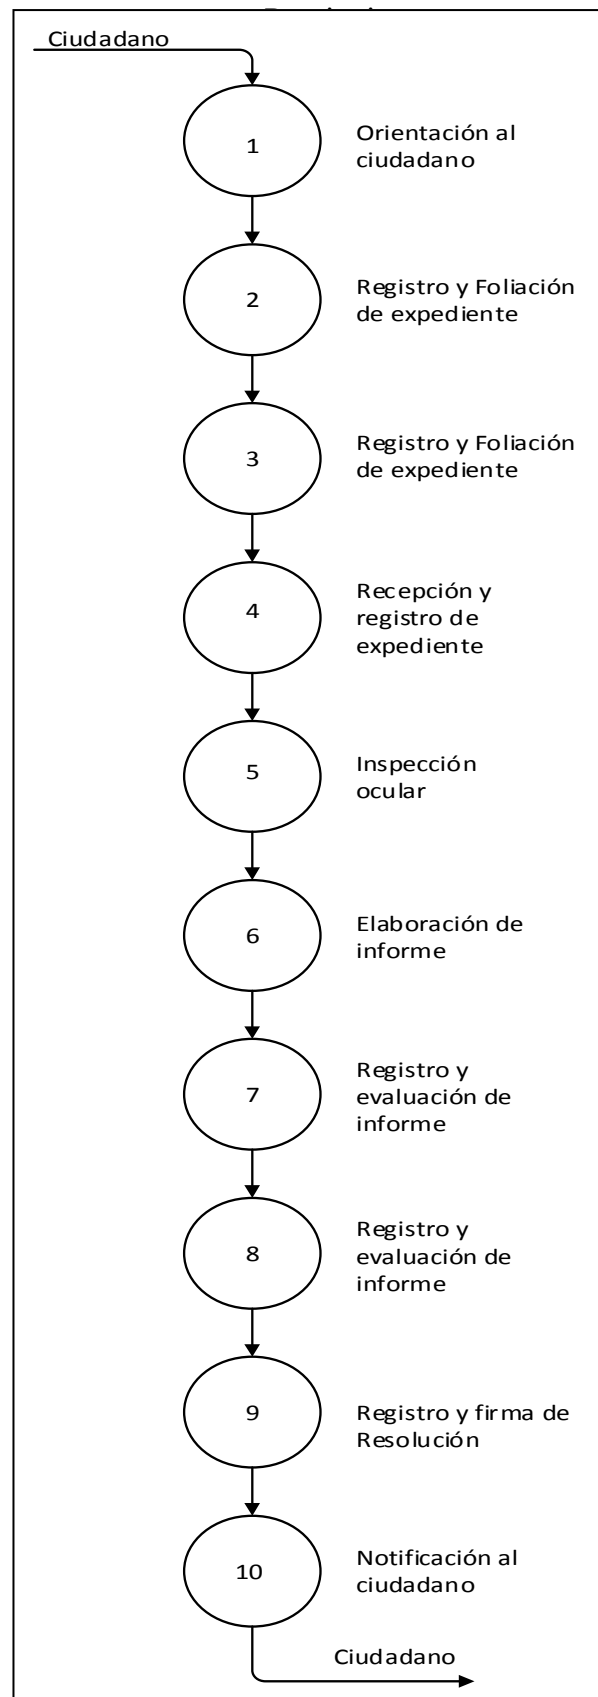 Ciudadano
1
Orientación al
ciudadano
2
Registro y Foliación
de expediente
3
Registro y Foliación
de expediente
4
Recepción y
registro de
expediente
5
Inspección
ocular
6
Elaboración de
informe
7
Registro y
evaluación de
informe
8
Registro y
evaluación de
informe
9
Registro y firma de
Resolución
10
Notificación al
ciudadano
Ciudadano